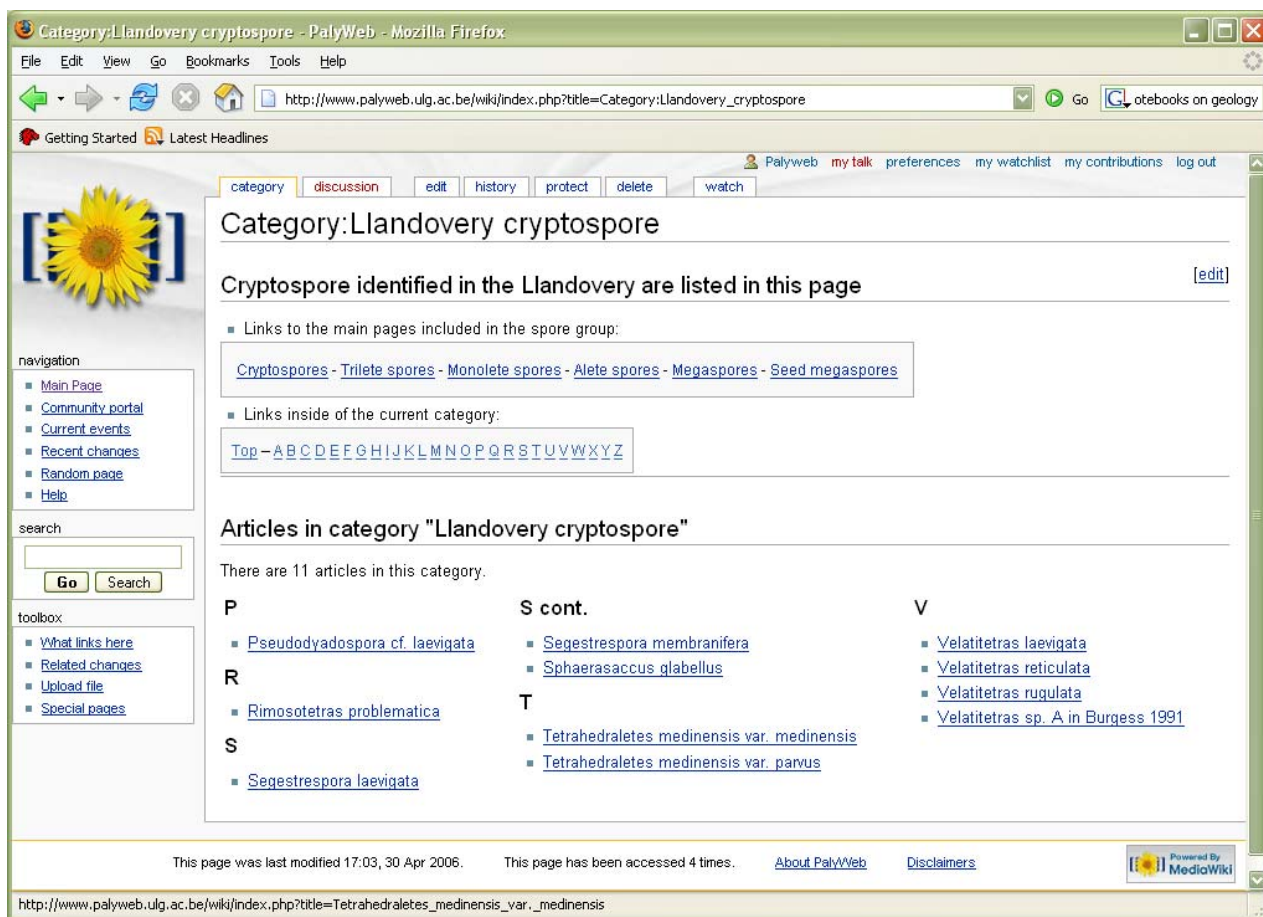 Category:Llandovery cryptospore - PalyWeb - Mozilla Firefox
File Edit View Go Bookmarks Tools Help
http://www.palyweb.ulg.ac.be/wiki/index.php?title=Category:Llandovery_cryptospore Go otebooks on geology
Getting Started Latest Headlines
Palyweb my talk preferences my watchlist my contributions log out
category discussion edit history protect delete watch
Category:Llandovery cryptospore
Cryptospore identified in the Llandovery are listed in this page [edit]
Links to the main pages included in the spore group:
Cryptospores - Trilete spores - Monolete spores - Alete spores - Megaspores - Seed megaspores
Links inside of the current category:
Top – A B C D E F G H I J K L M N O P Q R S T U V W X Y Z
navigation
Main Page
Community portal
Current events
Recent changes
Random page
Help
search
Go Search
toolbox
What links here
Related changes
Upload file
Special pages
Articles in category "Llandovery cryptospore"
There are 11 articles in this category.
P
Pseudodyadospora cf. laevigata
R
Rimosotetras problematica
S
Segestrespora laevigata
S cont.
Segestrespora membranifera
Sphaerasaccus glabellus
T
Tetrahedraletes medinensis var. medinensis
Tetrahedraletes medinensis var. parvus
V
Velatitetras laevigata
Velatitetras reticulata
Velatitetras rugulata
Velatitetras sp. A in Burgess 1991
This page was last modified 17:03, 30 Apr 2006. This page has been accessed 4 times. About PalyWeb Disclaimers
Powered By
MediaWiki
http://www.palyweb.ulg.ac.be/wiki/index.php?title=Tetrahedraletes_medinensis_var._medinensis